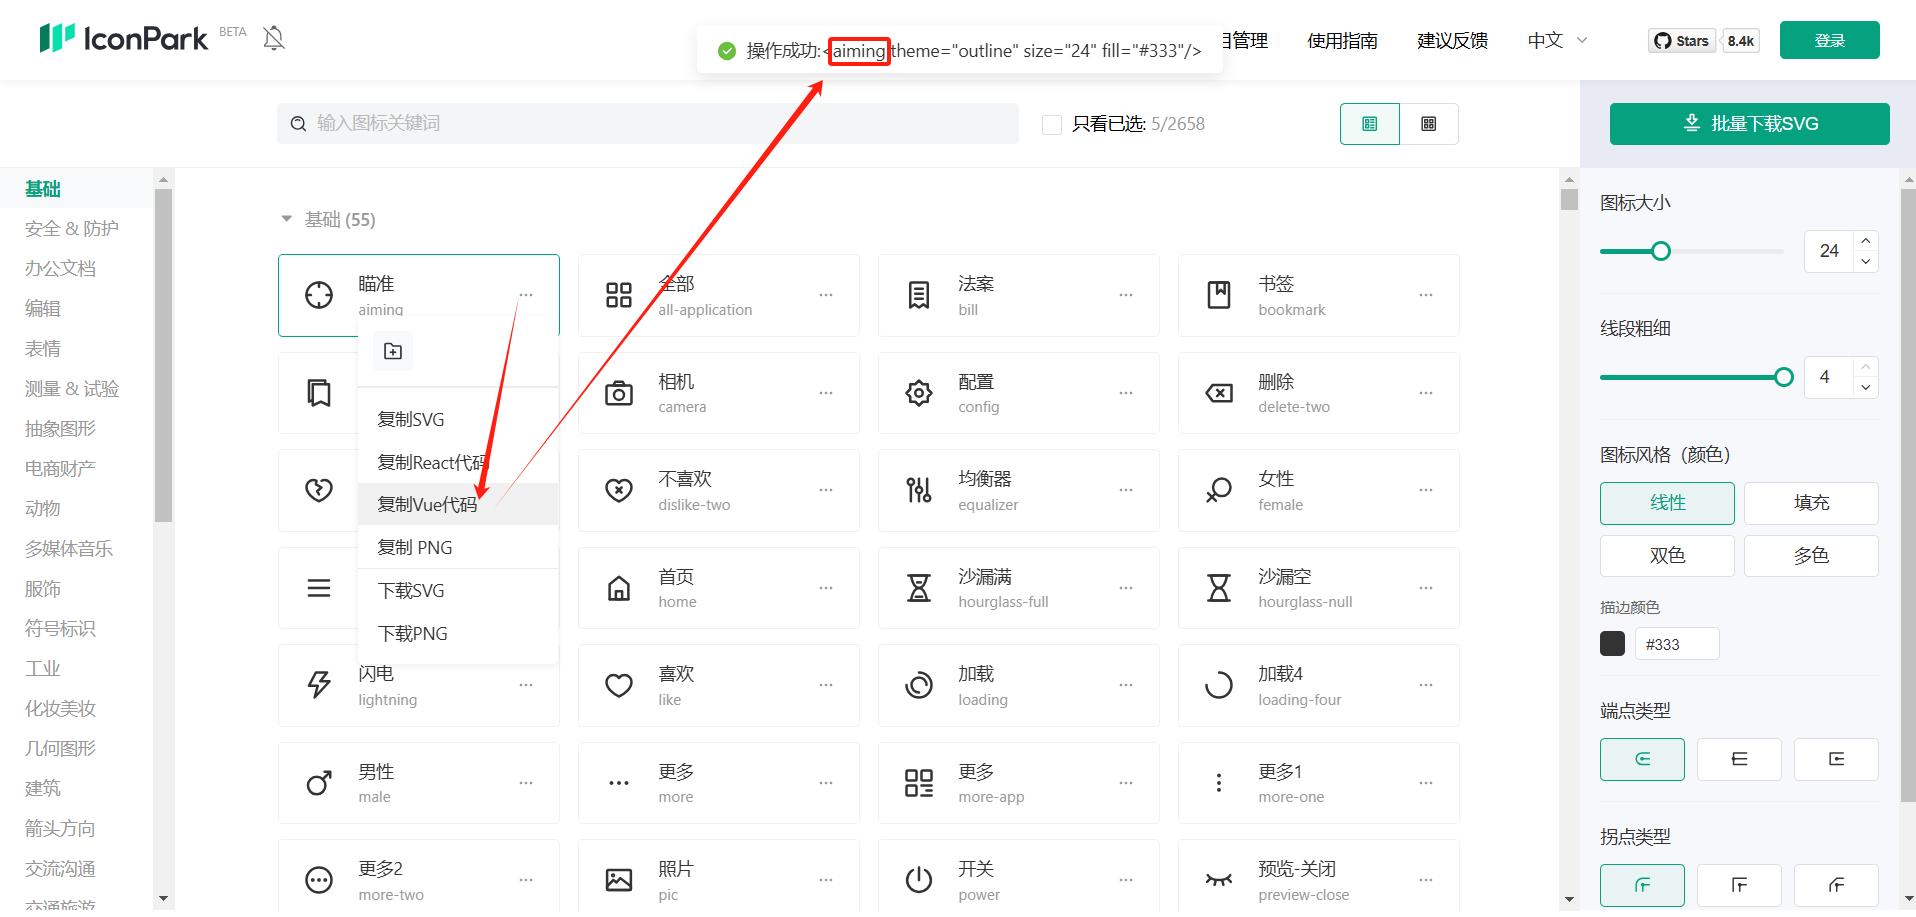 IconPark BETA
操作成功:<aiming theme="outline" size="24" fill="#333"/>
目管理
使用指南
建议反馈
中文
Stars
8.4k
登录
输入图标关键词
只看已选: 5/2658
批量下载SVG
基础
安全 & 防护
办公文档
编辑
表情
测量 & 试验
抽象图形
电商财产
动物
多媒体音乐
服饰
符号标识
工业
化妆美妆
几何图形
建筑
箭头方向
交流沟通
交通旅游
基础 (55)
瞄准
aiming
全部
all-application
法案
bill
书签
bookmark
复制SVG
复制React代码
复制Vue代码
复制 PNG
下载SVG
下载PNG
相机
camera
配置
config
删除
delete-two
不喜欢
dislike-two
均衡器
equalizer
女性
female
首页
home
沙漏满
hourglass-full
沙漏空
hourglass-null
闪电
lightning
喜欢
like
加载
loading
加载4
loading-four
男性
male
更多
more
更多
more-app
更多1
more-one
更多2
more-two
照片
pic
开关
power
预览-关闭
preview-close
图标大小
24
线段粗细
4
图标风格（颜色）
线性
填充
双色
多色
描边颜色
#333
端点类型
拐点类型